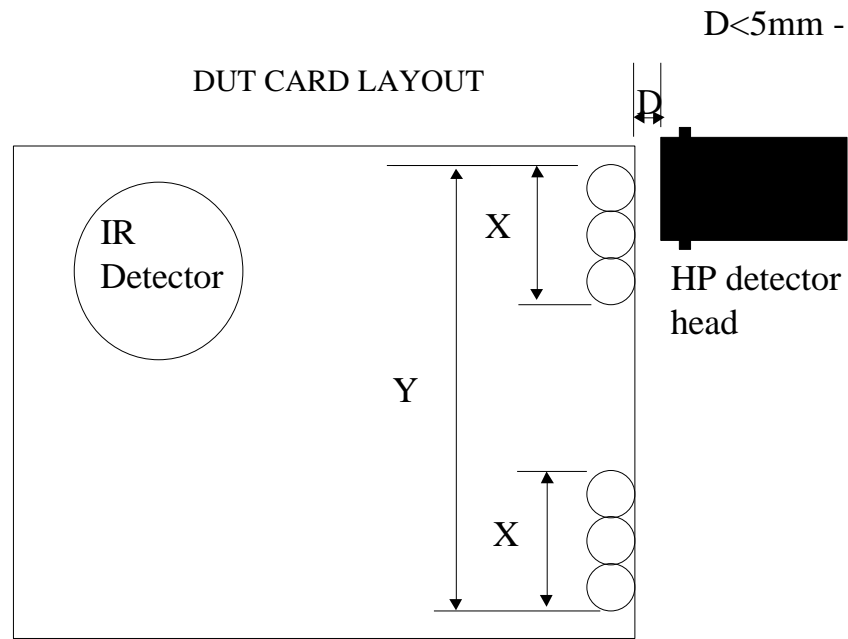 D<5mm -
DUT CARD LAYOUT
D
IR
Detector
X
HP detector
head
Y
X